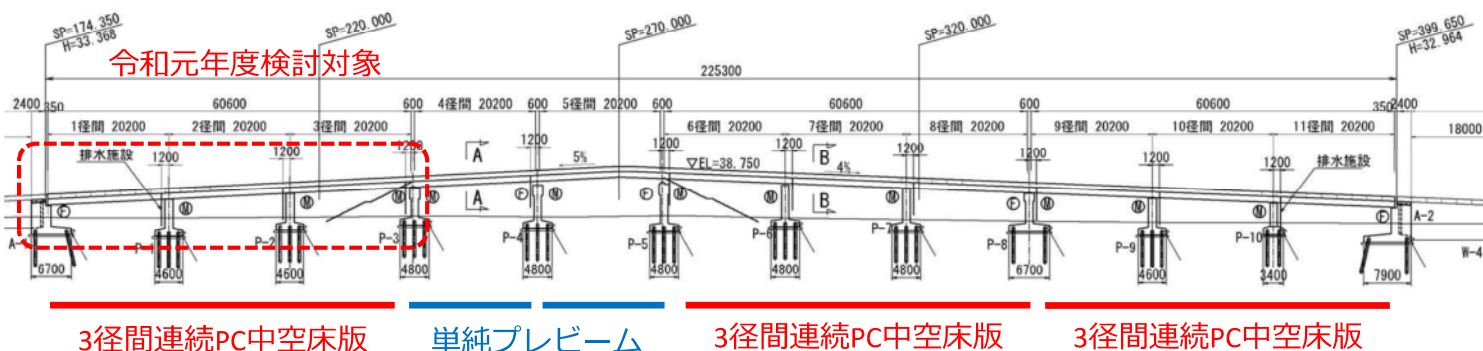 SP=174.350
H=33.368
SP=220.000
SP=270.000
SP=320.000
SP=399.650
H=32.964
令和元年度検討対象
225300
2400 350 60600 600 4径間 20200 600 5径間 20200 600 60600 600 60600 350 2400
1径間 20200 2径間 20200 3径間 20200 6径間 20200 7径間 20200 8径間 20200 9径間 20200 10径間 20200 11径間 20200 18000
排水施設 1200 1200 1200 A 1200 5% 1200 ▽EL=38.750 1200 B 4% 1200 1200 1200 1200 排水施設
A B
F M M M M F M M M M F M M M F
P-2 P-3 P-4 P-5 P-6 P-7 P-8 P-9 P-10 A-2
W-4
6700 4600 4600 4800 4800 4800 4800 4800 6700 4600 3400 7900
3径間連続PC中空床版 単純プレビーム 3径間連続PC中空床版 3径間連続PC中空床版